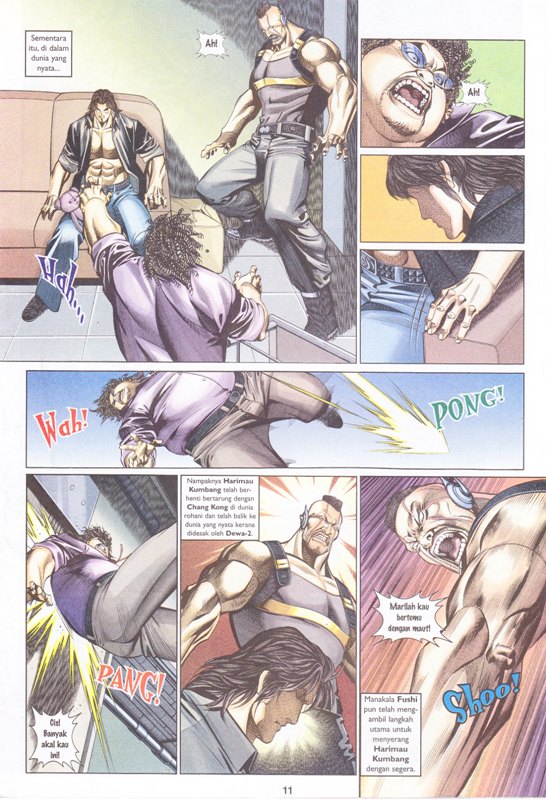 Sementara
itu, di dalam
dunia yang
nyata...
Ah!
Ah!
Hah...
Wah!
PONG!
PANG!
Cis!
Banyak
akal kau
ini!
Nampaknya Harimau
Kumbang telah ber-
henti bertarung dengan
Chang Kong di dunia
rohani dan telah balik ke
dunia yang nyata kerana
didesak oleh Dewa-2.
Marilah kau
bertemu
dengan maut!
Shoo!
Manakala Fushi
pun telah meng-
ambil langkah
utama untuk
menyerang
Harimau
Kumbang
dengan segera.
11